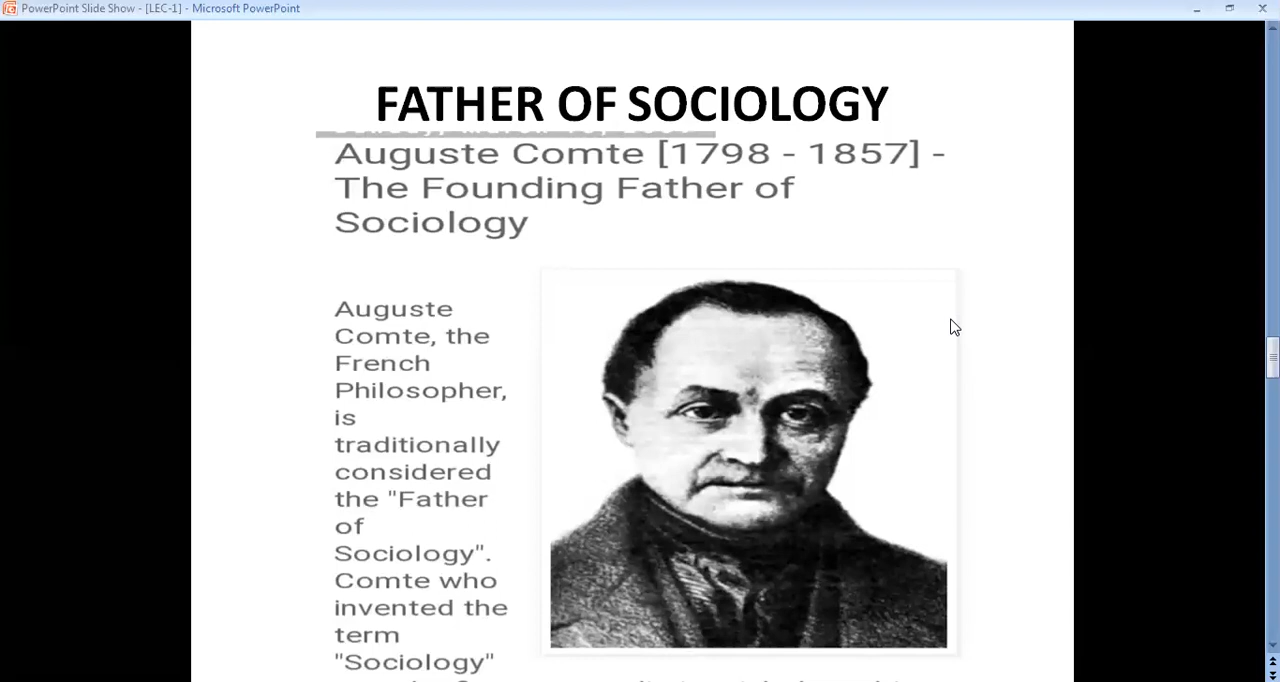 PowerPoint Slide Show - [LEC-1] - Microsoft PowerPoint
FATHER OF SOCIOLOGY
Auguste Comte [1798 - 1857] -
The Founding Father of
Sociology
Auguste
Comte, the
French
Philosopher,
is
traditionally
considered
the "Father
of
Sociology".
Comte who
invented the
term
"Sociology"